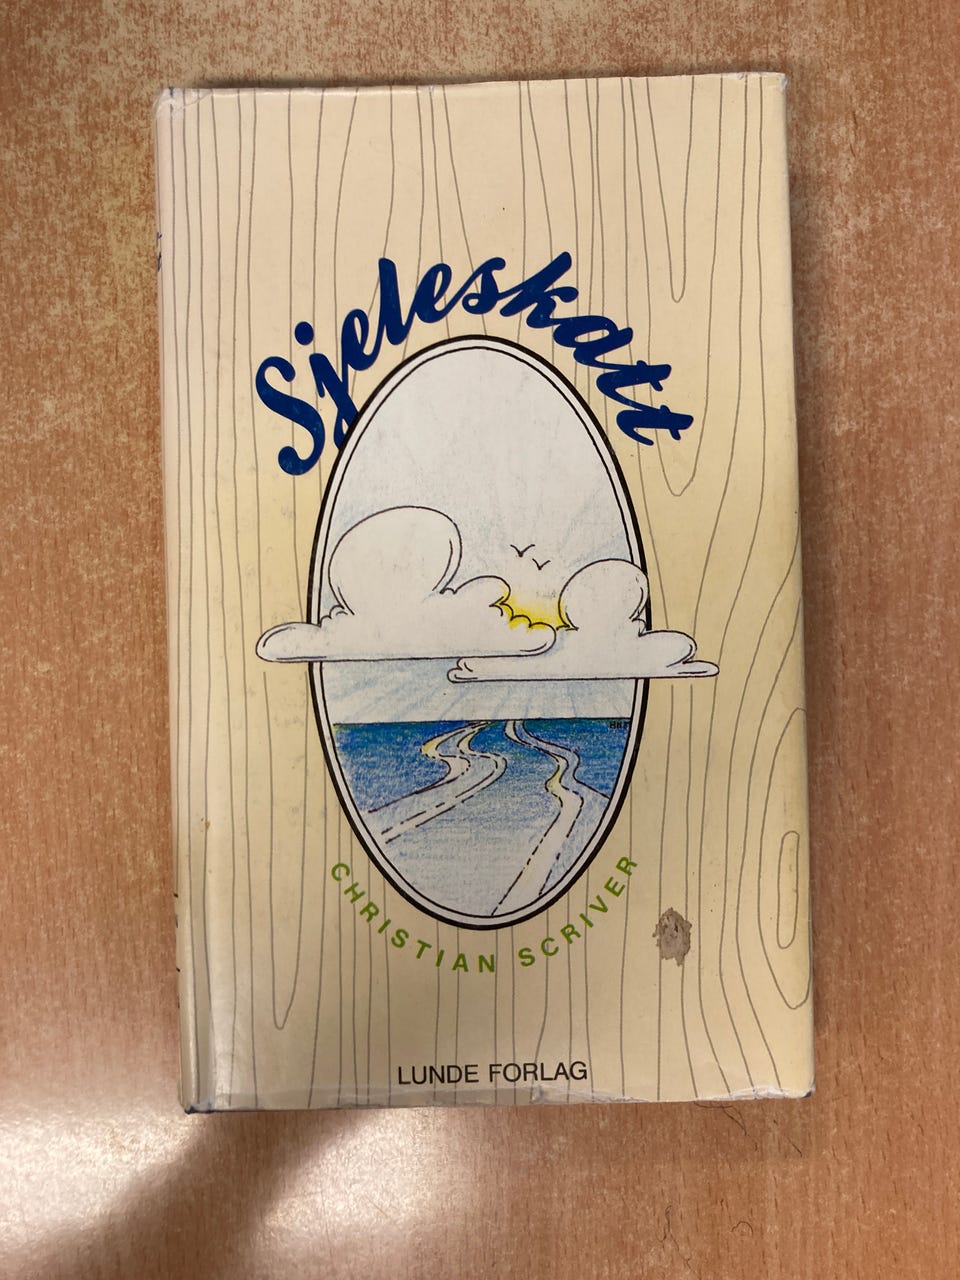 Sjeleskatt
CHRISTIAN SCRIVER
LUNDE FORLAG